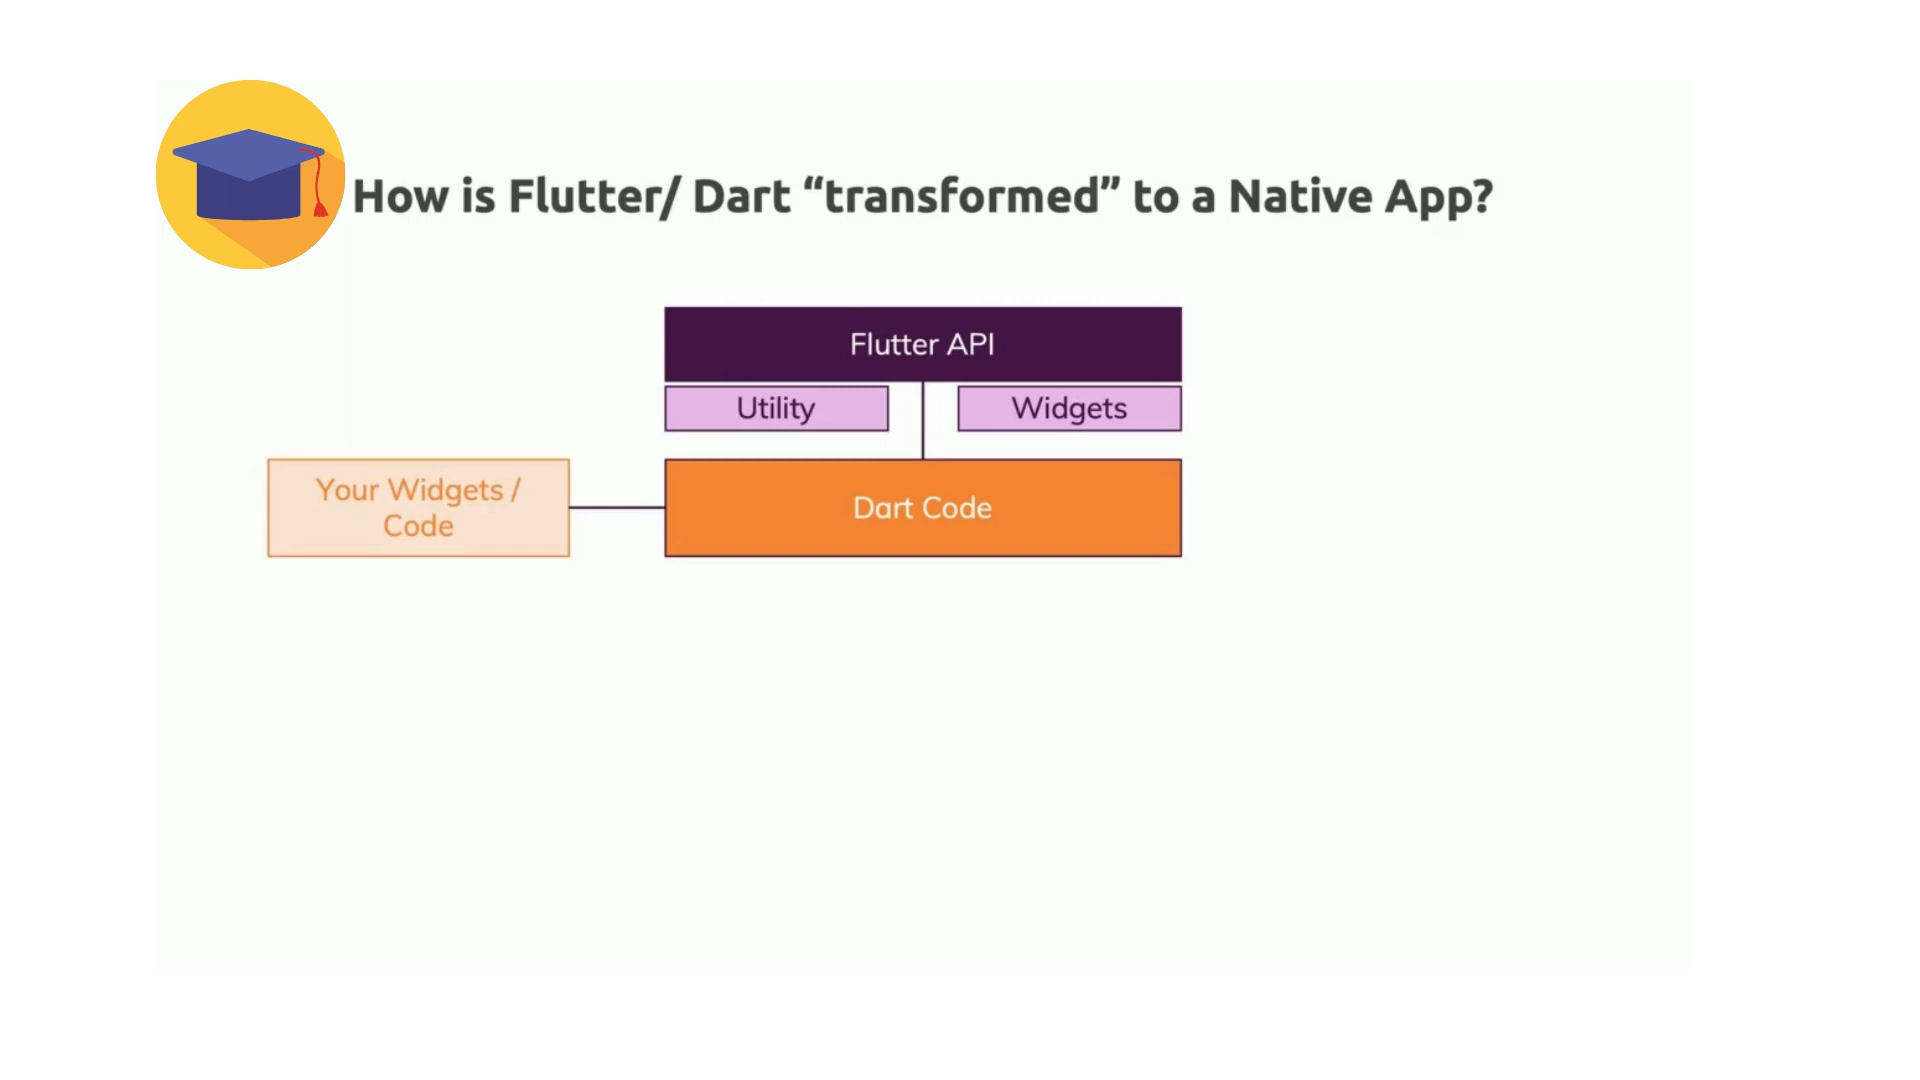 How is Flutter/ Dart “transformed” to a Native App?
Flutter API
Utility
Widgets
Your Widgets /
Code
Dart Code